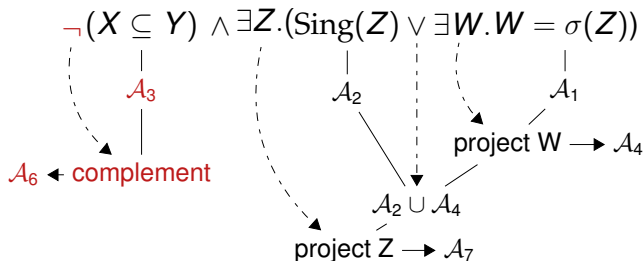 ¬(X ⊆ Y) ∧ ∃Z.(Sing(Z) ∨ ∃W.W = σ(Z))
𝒜₃ 𝒜₂ 𝒜₁
project W 𝒜₄
𝒜₆ complement
𝒜₂ ∪ 𝒜₄
project Z 𝒜₇